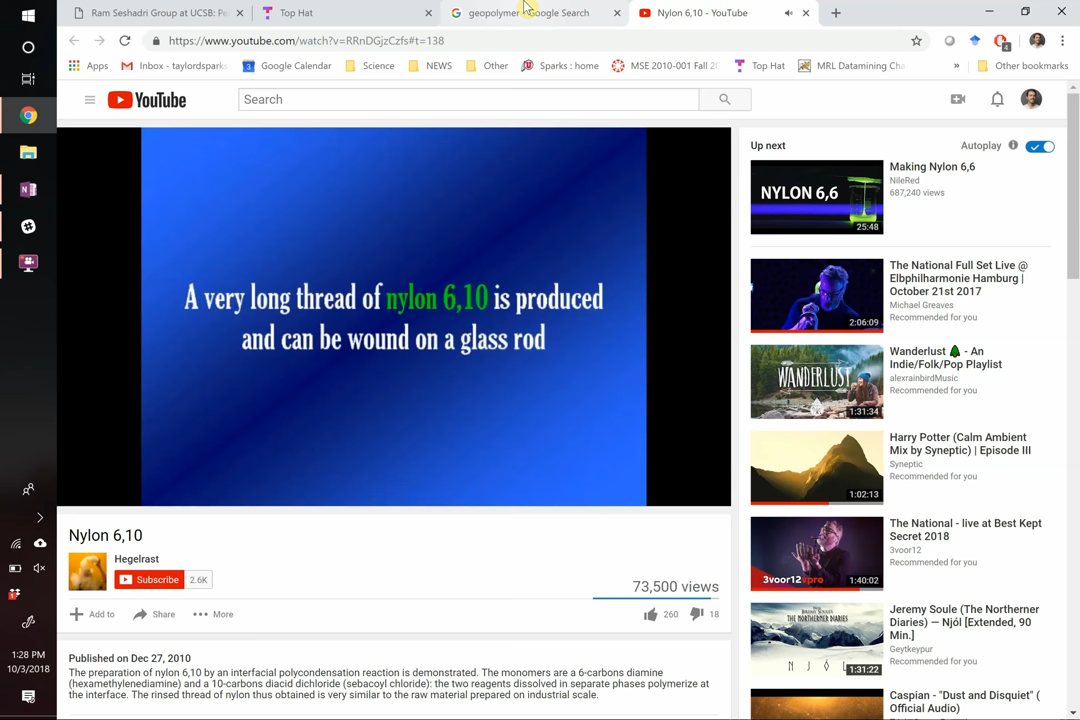 Ram Seshadri Group at UCSB: Pe
Top Hat
geopolymer - Google Search
Nylon 6,10 - YouTube
https://www.youtube.com/watch?v=RRnDGjzCzfs#t=138
4
Apps
Inbox - taylordsparks
3 Google Calendar
Science
NEWS
Other
Sparks : home
MSE 2010-001 Fall 20
Top Hat
MRL Datamining Cha
»
Other bookmarks
YouTube
Search
A very long thread of nylon 6,10 is produced
and can be wound on a glass rod
Nylon 6,10
Hegelrast
Subscribe 2.6K
73,500 views
Add to
Share
More
260
18
Published on Dec 27, 2010
The preparation of nylon 6,10 by an interfacial polycondensation reaction is demonstrated. The monomers are a 6-carbons diamine
(hexamethylenediamine) and a 10-carbons diacid dichloride (sebacoyl chloride): the two reagents dissolved in separate phases polymerize at
the interface. The rinsed thread of nylon thus obtained is very similar to the raw material prepared on industrial scale.
Up next
Autoplay
NYLON 6,6
25:48
Making Nylon 6,6
NileRed
687,240 views
2:06:09
The National Full Set Live @
Elbphilharmonie Hamburg |
October 21st 2017
Michael Greaves
Recommended for you
WANDERLUST
1:31:34
Wanderlust 🌲 - An
Indie/Folk/Pop Playlist
alexrainbirdMusic
Recommended for you
1:02:13
Harry Potter (Calm Ambient
Mix by Syneptic) | Episode III
Syneptic
Recommended for you
3voor12vpro
1:40:02
The National - live at Best Kept
Secret 2018
3voor12
Recommended for you
THE NORTHERNER
DIARIES
NJÓL
1:31:22
Jeremy Soule (The Northerner
Diaries) — Njól [Extended, 90
Min.]
Geytkeypur
Recommended for you
Caspian - "Dust and Disquiet" (
Official Audio)
1:28 PM
10/3/2018